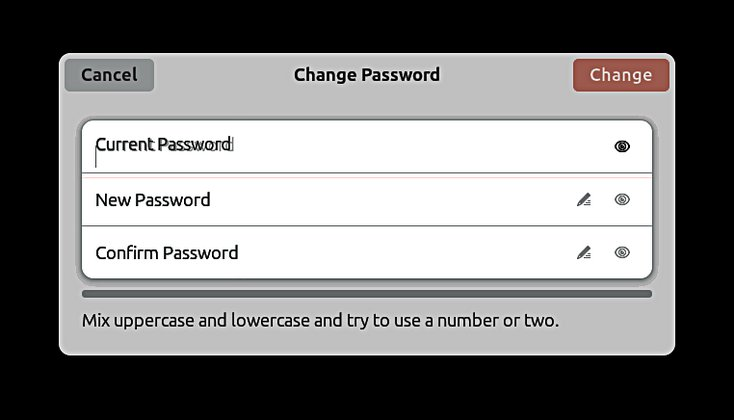 Cancel Change Password Change
Current Password
New Password
Confirm Password
Mix uppercase and lowercase and try to use a number or two.